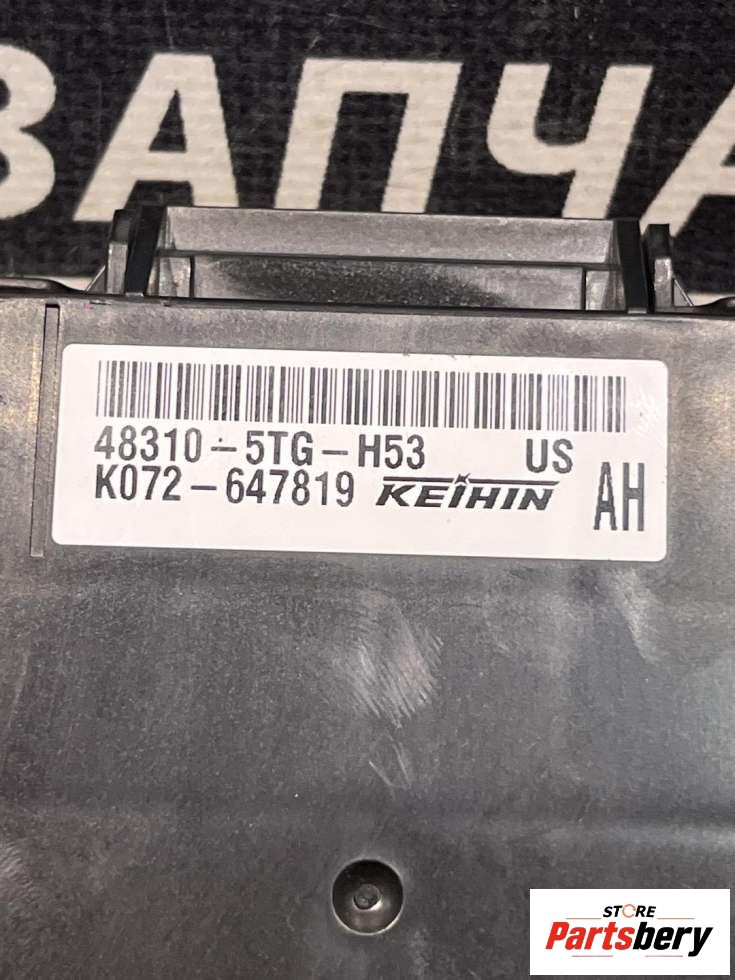 ЗАПЧА
48310-5TG-H53 US
K072-647819 KEIHIN AH
STORE
Partsbery